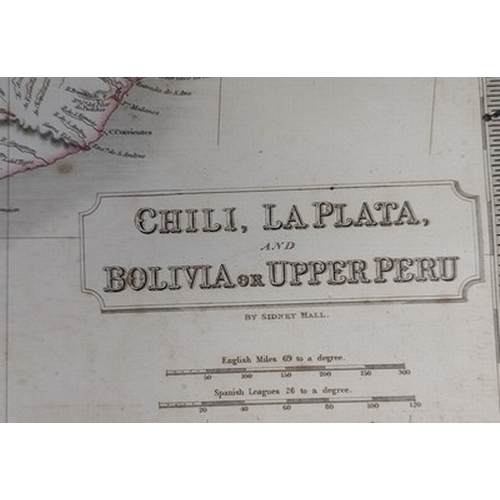 C. Corrientes
CHILI, LA PLATA,
AND
BOLIVIA OR UPPER PERU
BY SIDNEY HALL.
English Miles 69 to a degree.
50 100 150 200 250 300
Spanish Leagues 26 to a degree.
20 40 60 80 100 120